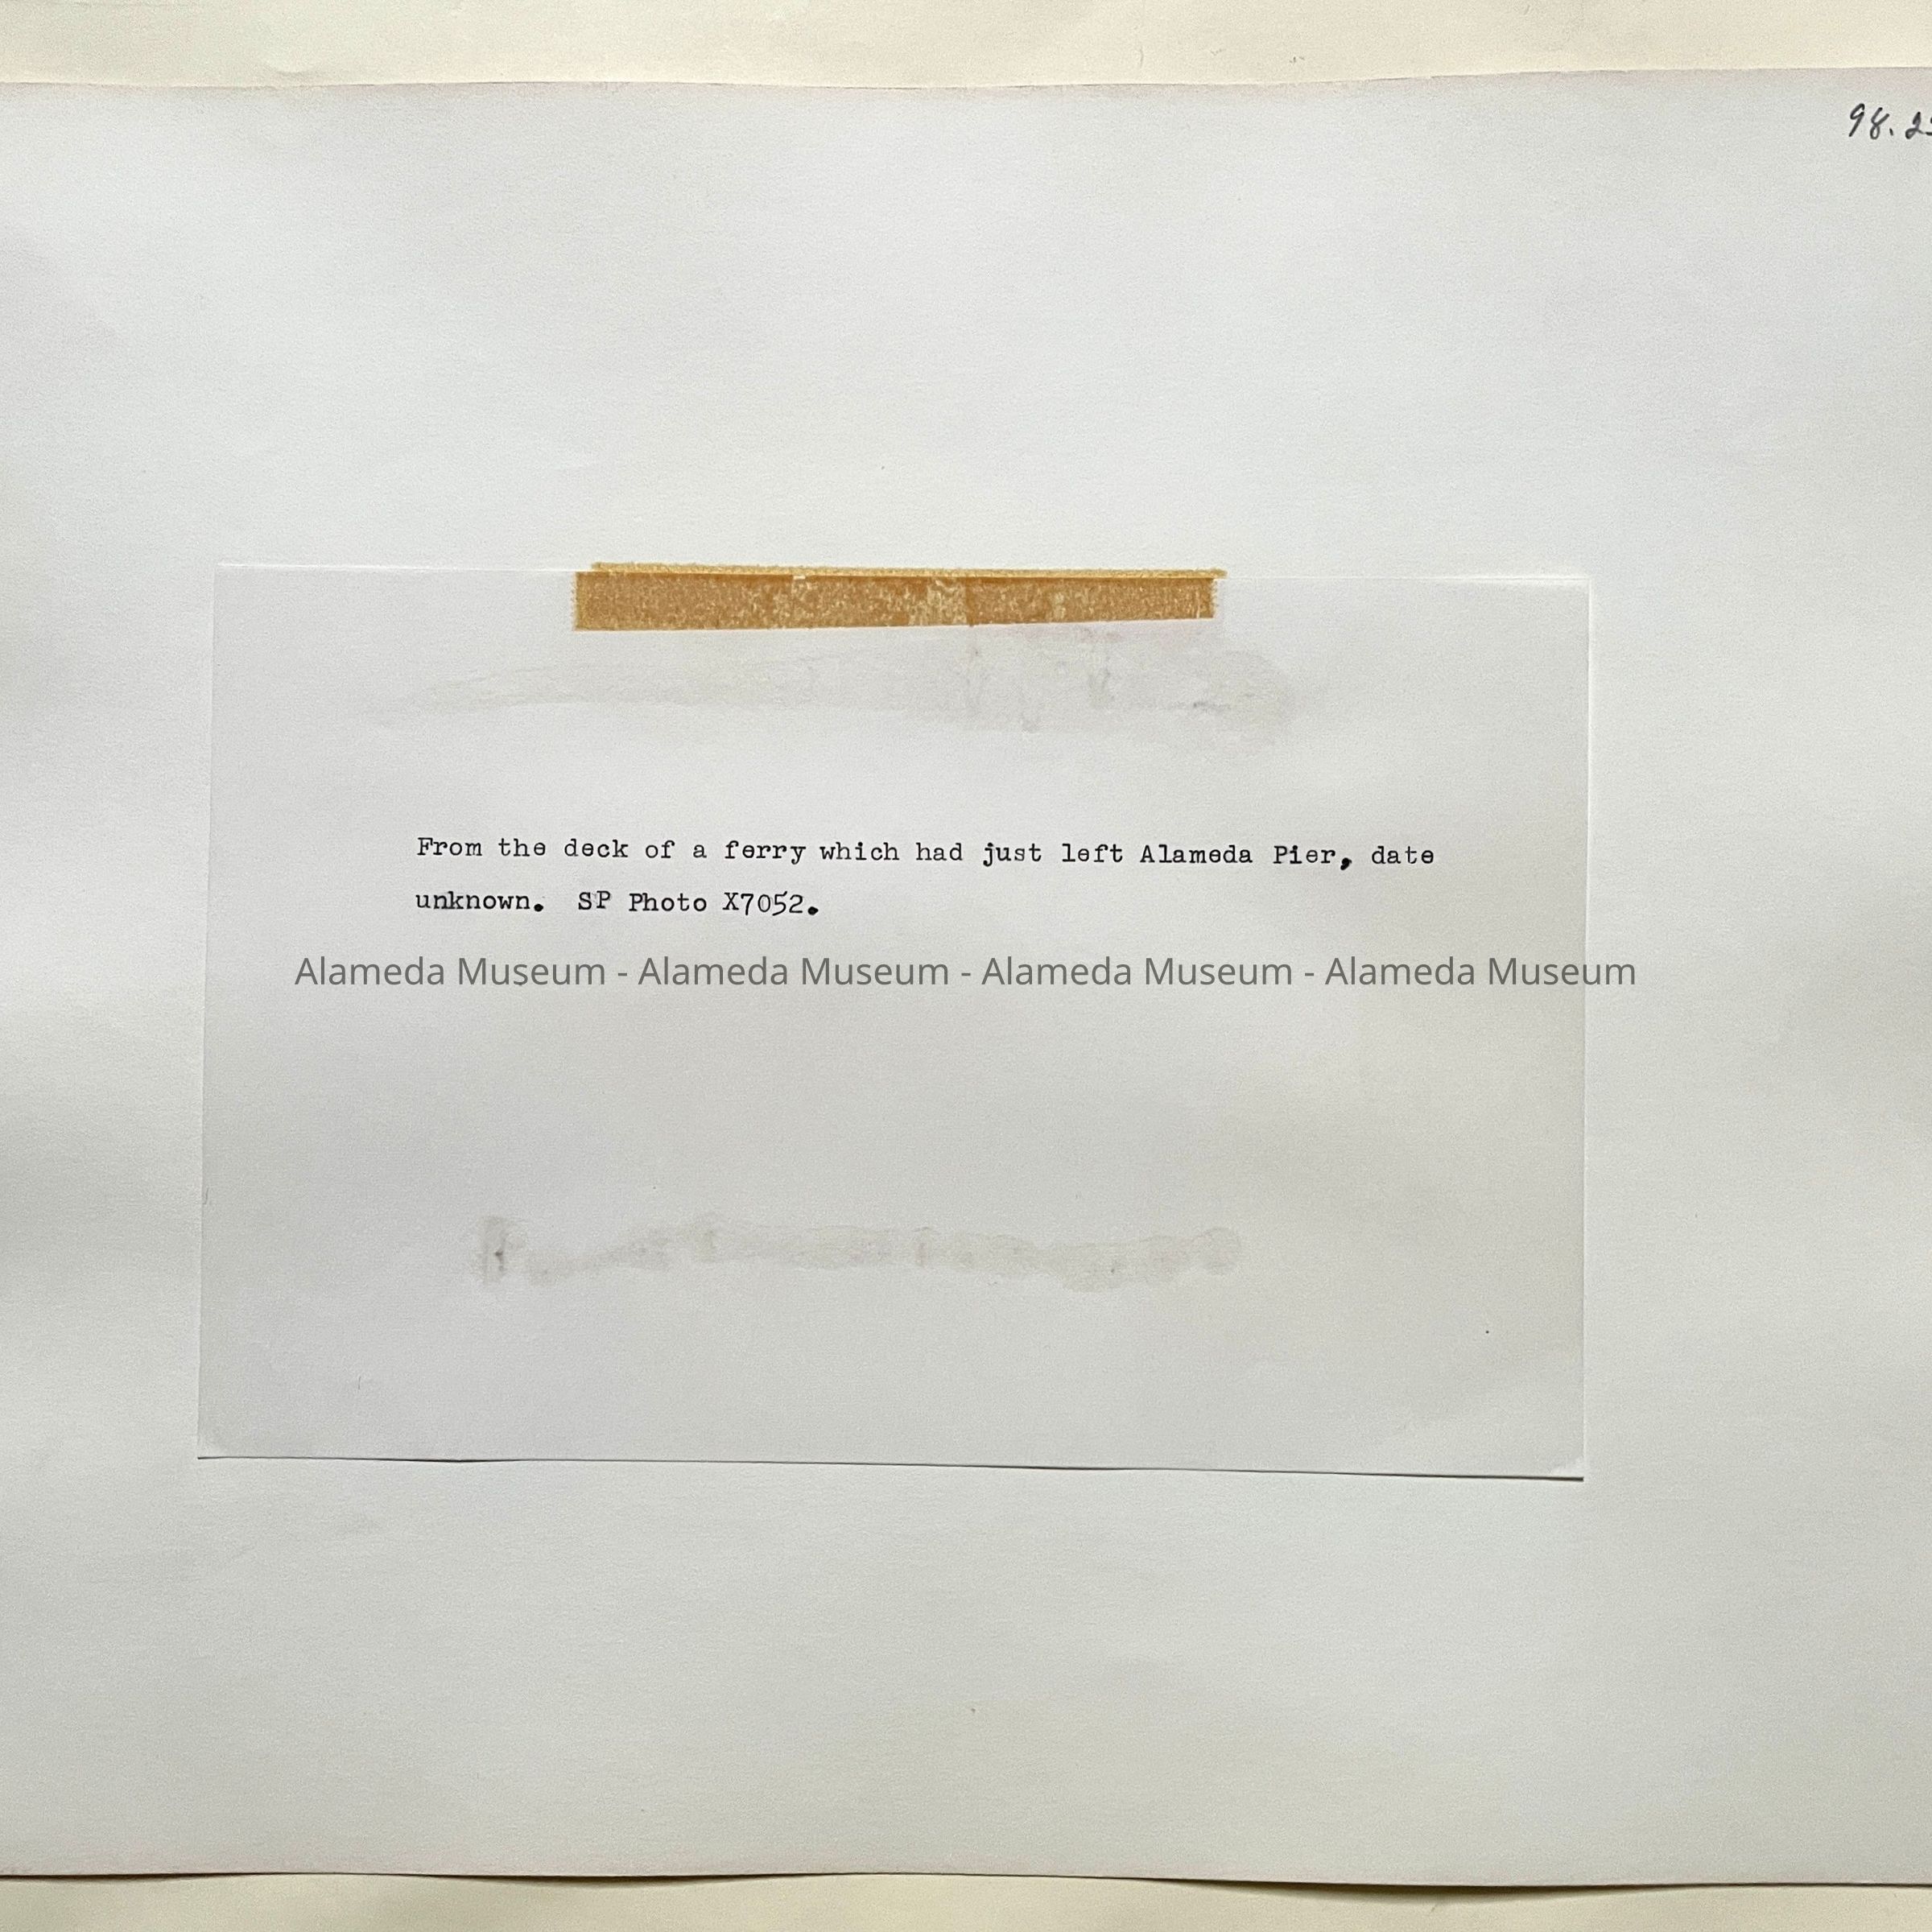 98.2
From the deck of a ferry which had just left Alameda Pier, date
unknown. SP Photo X7052.
Alameda Museum - Alameda Museum - Alameda Museum - Alameda Museum